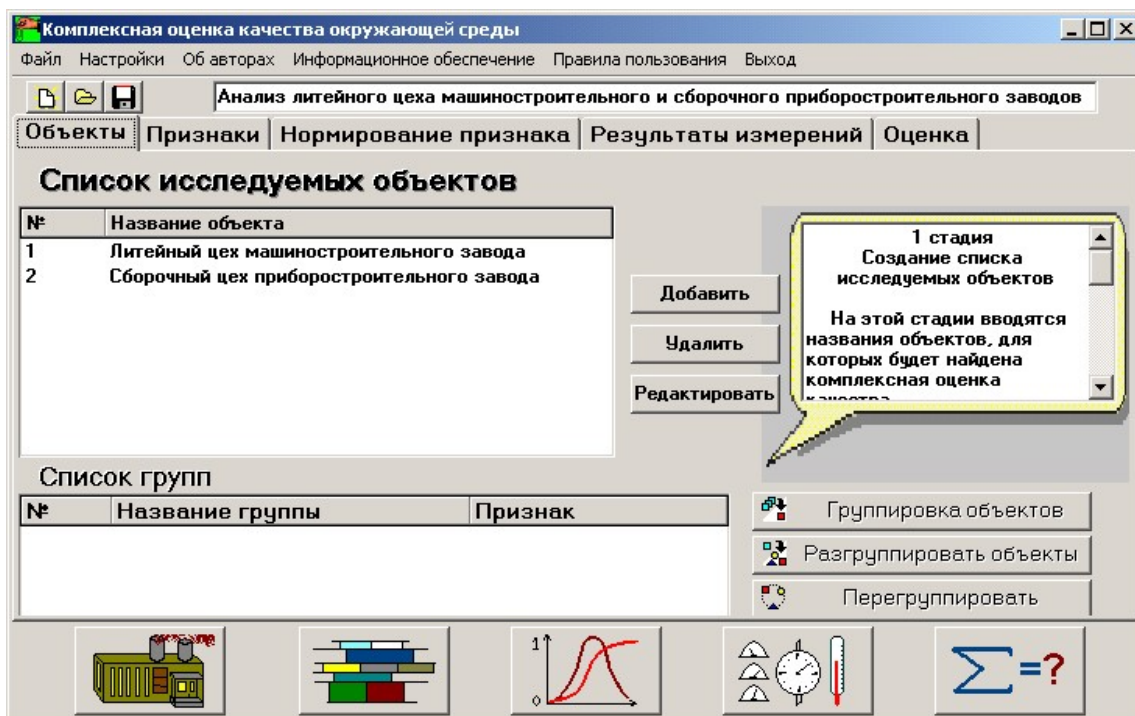 Комплексная оценка качества окружающей среды
Файл Настройки Об авторах Информационное обеспечение Правила пользования Выход
Анализ литейного цеха машиностроительного и сборочного приборостроительного заводов
Объекты Признаки Нормирование признака Результаты измерений Оценка
Список исследуемых объектов
№ Название объекта
1 Литейный цех машиностроительного завода
2 Сборочный цех приборостроительного завода
Добавить
Удалить
Редактировать
1 стадия
Создание списка
исследуемых объектов
На этой стадии вводятся
названия объектов, для
которых будет найдена
комплексная оценка
Список групп
№ Название группы Признак
Группировка объектов
Разгруппировать объекты
Перегруппировать
1
0
Σ=?